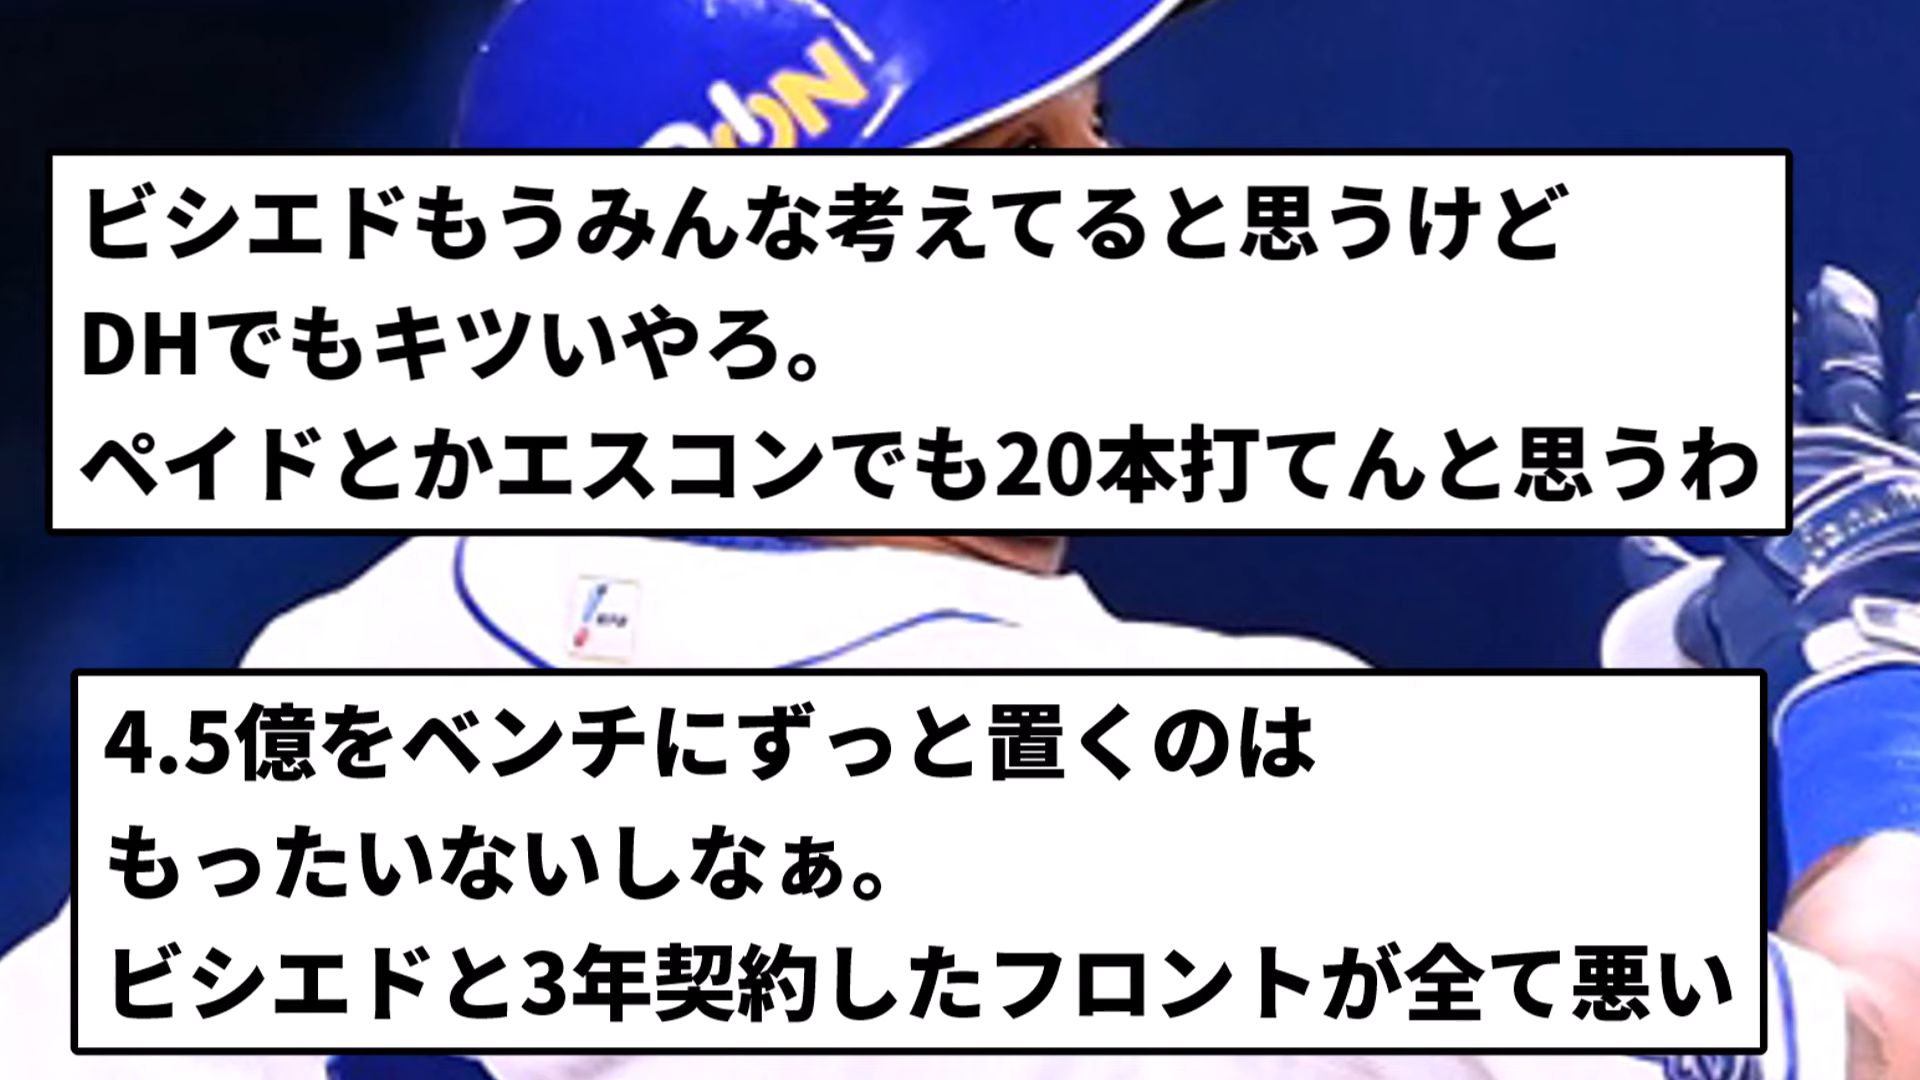 ビシエドもうみんな考えてると思うけど
DHでもキツいやろ。
ペイドとかエスコンでも20本打てんと思うわ
4.5億をベンチにずっと置くのは
もったいないしなぁ。
ビシエドと3年契約したフロントが全て悪い